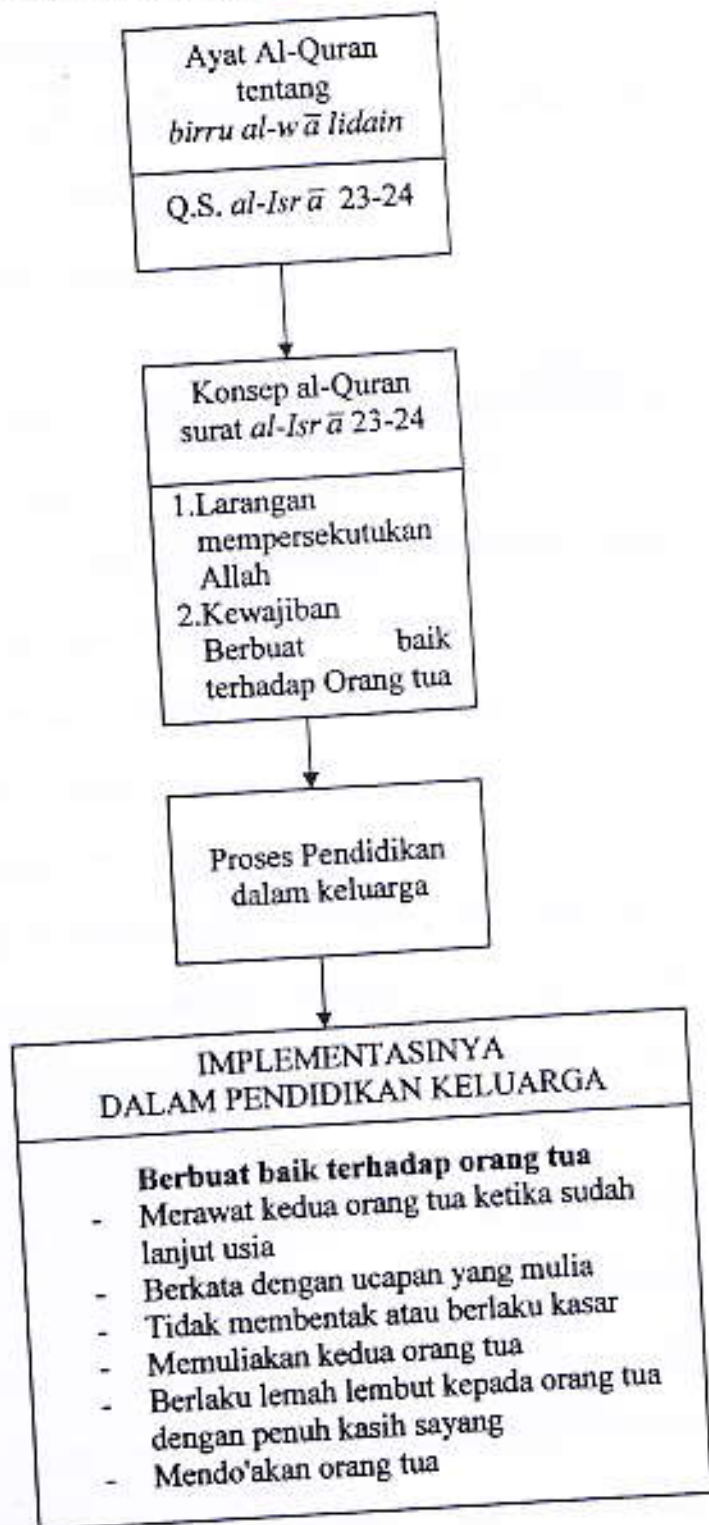 Ayat Al-Quran
tentang
birru al-w ā lidain
Q.S. al-Isr ā 23-24
Konsep al-Quran
surat al-Isr ā 23-24
1.Larangan
mempersekutukan
Allah
2.Kewajiban
Berbuat baik
terhadap Orang tua
Proses Pendidikan
dalam keluarga
IMPLEMENTASINYA
DALAM PENDIDIKAN KELUARGA
Berbuat baik terhadap orang tua
- Merawat kedua orang tua ketika sudah
lanjut usia
- Berkata dengan ucapan yang mulia
- Tidak membentak atau berlaku kasar
- Memuliakan kedua orang tua
- Berlaku lemah lembut kepada orang tua
dengan penuh kasih sayang
- Mendo'akan orang tua